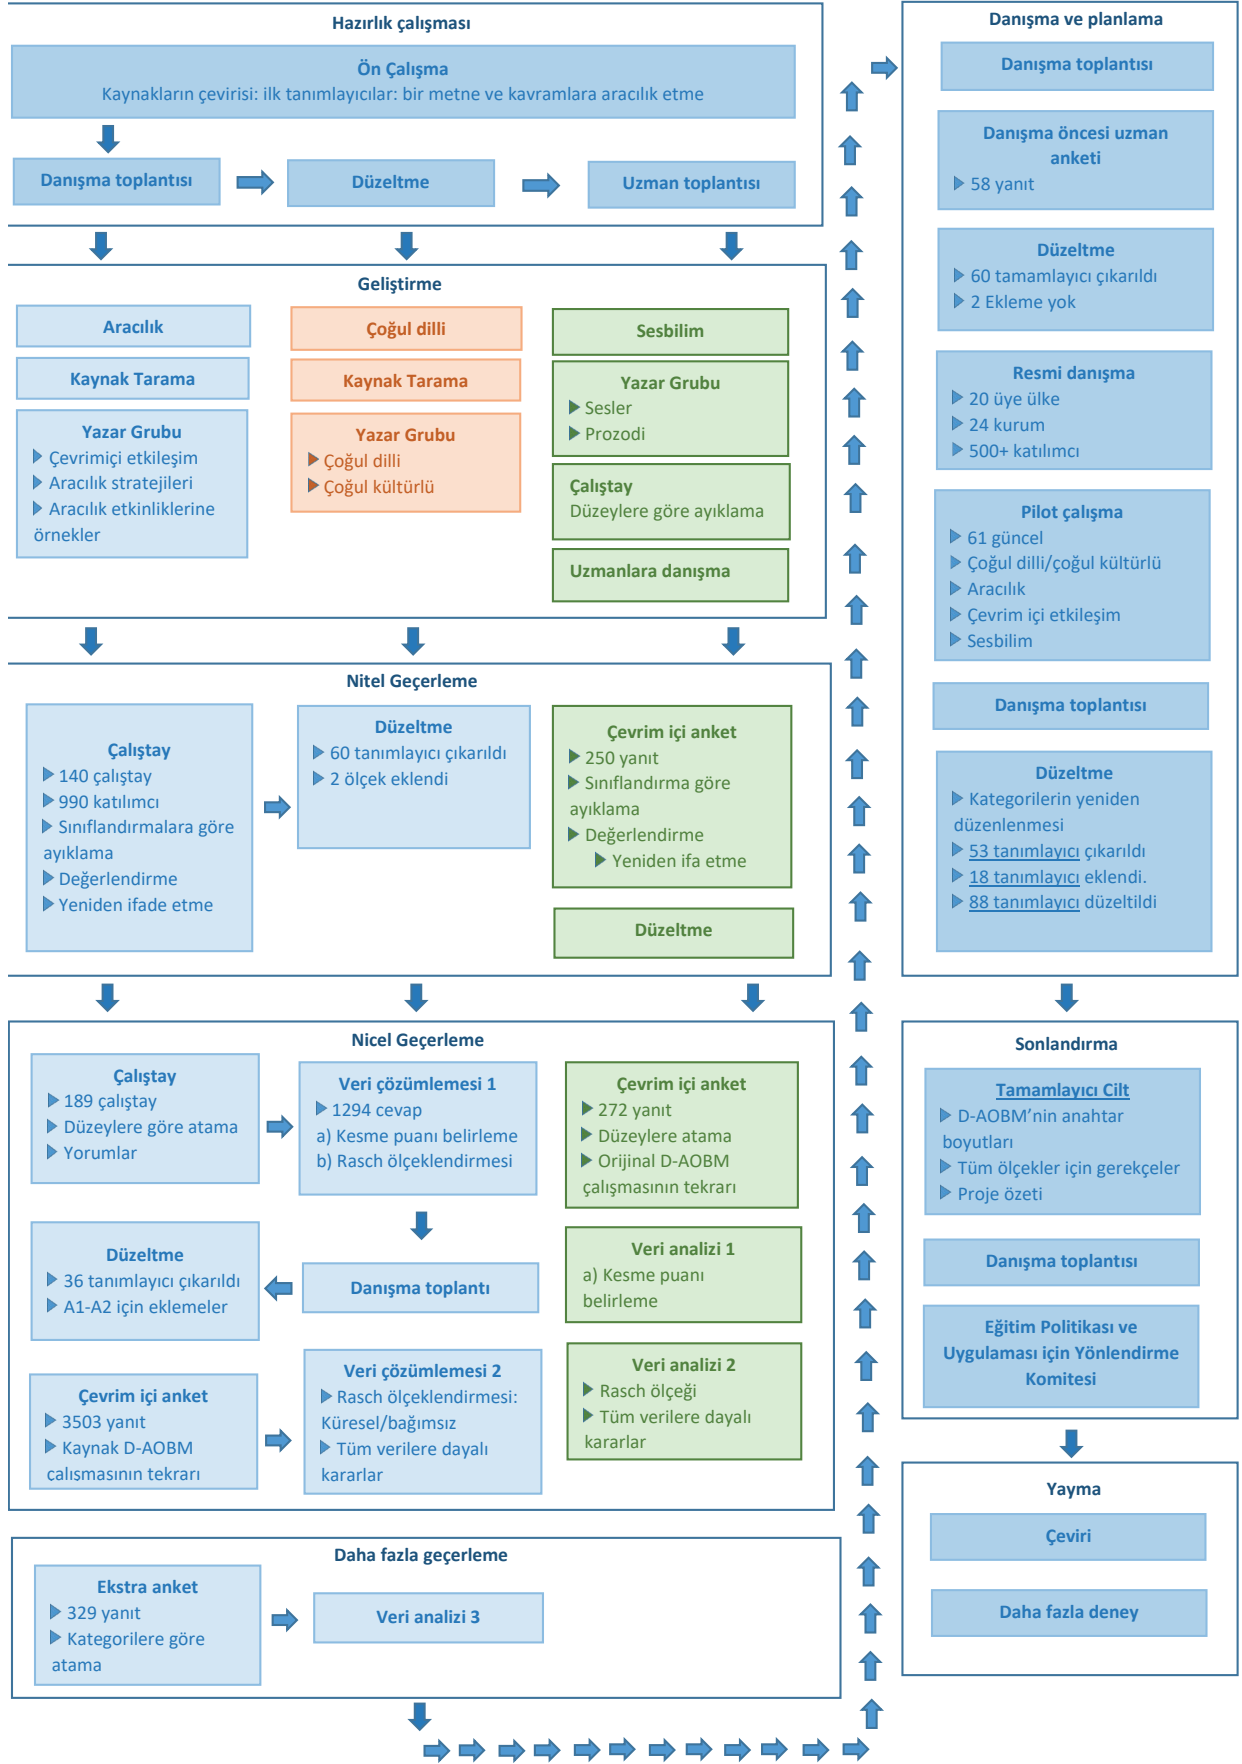 Hazırlık çalışması
Ön Çalışma
Kaynakların çevirisi: ilk tanımlayıcılar: bir metne ve kavramlara aracılık etme
Danışma toplantısı
Düzeltme
Uzman toplantısı
Geliştirme
Aracılık
Kaynak Tarama
Yazar Grubu
Çevrimiçi etkileşim
Aracılık stratejileri
Aracılık etkinliklerine
örnekler
Çoğul dilli
Kaynak Tarama
Yazar Grubu
Çoğul dilli
Çoğul kültürlü
Sesbilim
Yazar Grubu
Sesler
Prozodi
Çalıştay
Düzeylere göre ayıklama
Uzmanlara danışma
Nitel Geçerleme
Çalıştay
140 çalıştay
990 katılımcı
Sınıflandırmalara göre
ayıklama
Değerlendirme
Yeniden ifade etme
Düzeltme
60 tanımlayıcı çıkarıldı
2 ölçek eklendi
Çevrim içi anket
250 yanıt
Sınıflandırma göre
ayıklama
Değerlendirme
Yeniden ifa etme
Düzeltme
Nicel Geçerleme
Çalıştay
189 çalıştay
Düzeylere göre atama
Yorumlar
Veri çözümlemesi 1
1294 cevap
a) Kesme puanı belirleme
b) Rasch ölçeklendirmesi
Çevrim içi anket
272 yanıt
Düzeylere atama
Orijinal D-AOBM
çalışmasının tekrarı
Düzeltme
36 tanımlayıcı çıkarıldı
A1-A2 için eklemeler
Danışma toplantı
Veri analizi 1
a) Kesme puanı
belirleme
Çevrim içi anket
3503 yanıt
Kaynak D-AOBM
çalısmasının tekrarı
Veri çözümlemesi 2
Rasch ölçeklendirmesi:
Küresel/bağımsız
Tüm verilere dayalı
kararlar
Veri analizi 2
Rasch ölçeği
Tüm verilere dayalı
kararlar
Daha fazla geçerleme
Ekstra anket
329 yanıt
Kategorilere göre
atama
Veri analizi 3
Danışma ve planlama
Danışma toplantısı
Danışma öncesi uzman
anketi
58 yanıt
Düzeltme
60 tamamlayıcı çıkarıldı
2 Ekleme yok
Resmi danışma
20 üye ülke
24 kurum
500+ katılımcı
Pilot çalışma
61 güncel
Çoğul dilli/çoğul kültürlü
Aracılık
Çevrim içi etkileşim
Sesbilim
Danışma toplantısı
Düzeltme
Kategorilerin yeniden
düzenlenmesi
53 tanımlayıcı çıkarıldı
18 tanımlayıcı eklendi.
88 tanımlayıcı düzeltildi
Sonlandırma
Tamamlayıcı Cilt
D-AOBM’nin anahtar
boyutları
Tüm ölçekler için gerekçeler
Proje özeti
Danışma toplantısı
Eğitim Politikası ve
Uygulaması için Yönlendirme
Komitesi
Yayma
Çeviri
Daha fazla deney